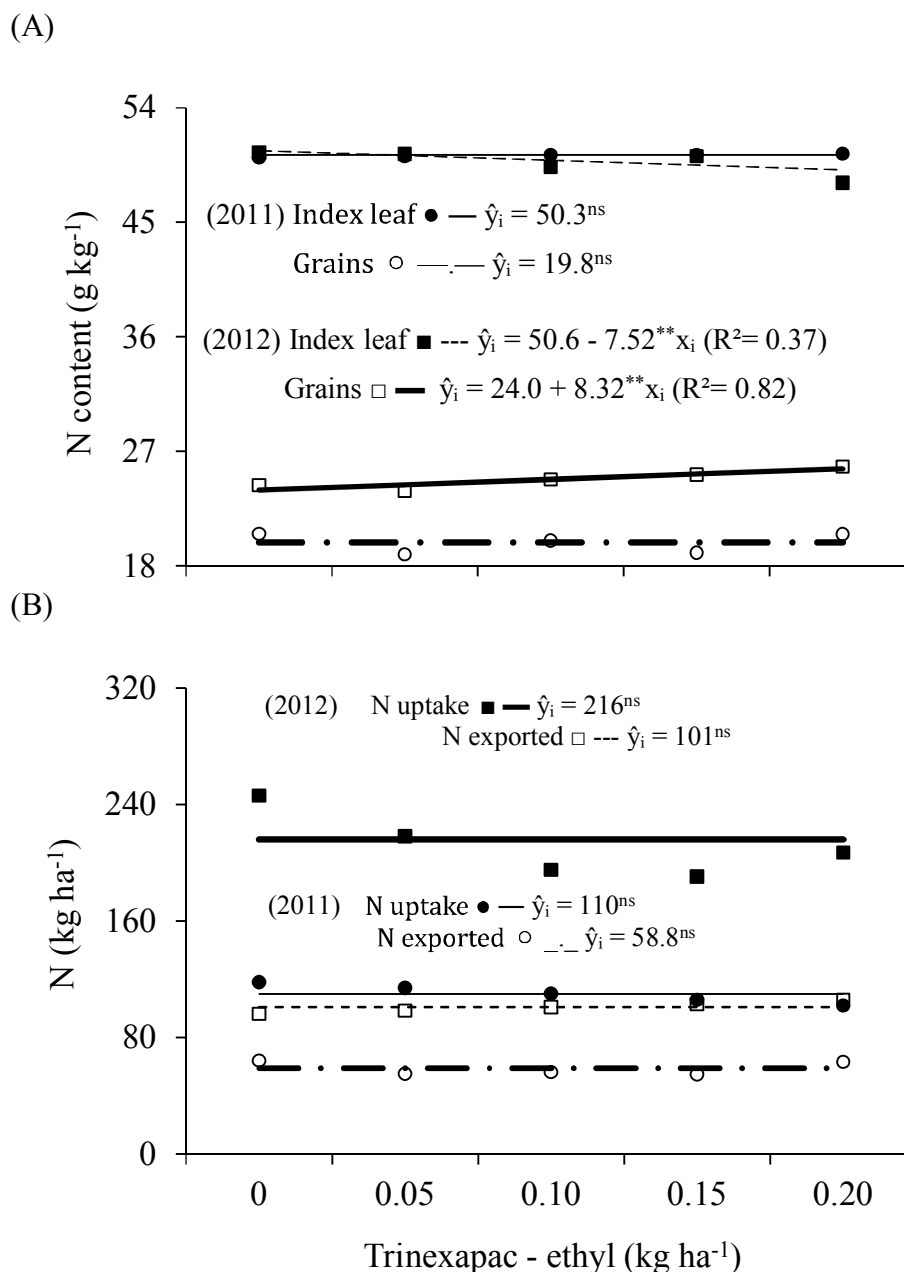 (A)
54
45
36
27
18
N content (g kg⁻¹)
(2011) Index leaf ● — ŷᵢ = 50.3ⁿˢ
Grains ○ —.— ŷᵢ = 19.8ⁿˢ
(2012) Index leaf ■ --- ŷᵢ = 50.6 - 7.52**xᵢ (R²= 0.37)
Grains □ — ŷᵢ = 24.0 + 8.32**xᵢ (R²= 0.82)
(B)
320
240
160
80
0
N (kg ha⁻¹)
(2012) N uptake ■ — ŷᵢ = 216ⁿˢ
N exported □ --- ŷᵢ = 101ⁿˢ
(2011) N uptake ● — ŷᵢ = 110ⁿˢ
N exported ○ _._ ŷᵢ = 58.8ⁿˢ
0 0.05 0.10 0.15 0.20
Trinexapac - ethyl (kg ha⁻¹)